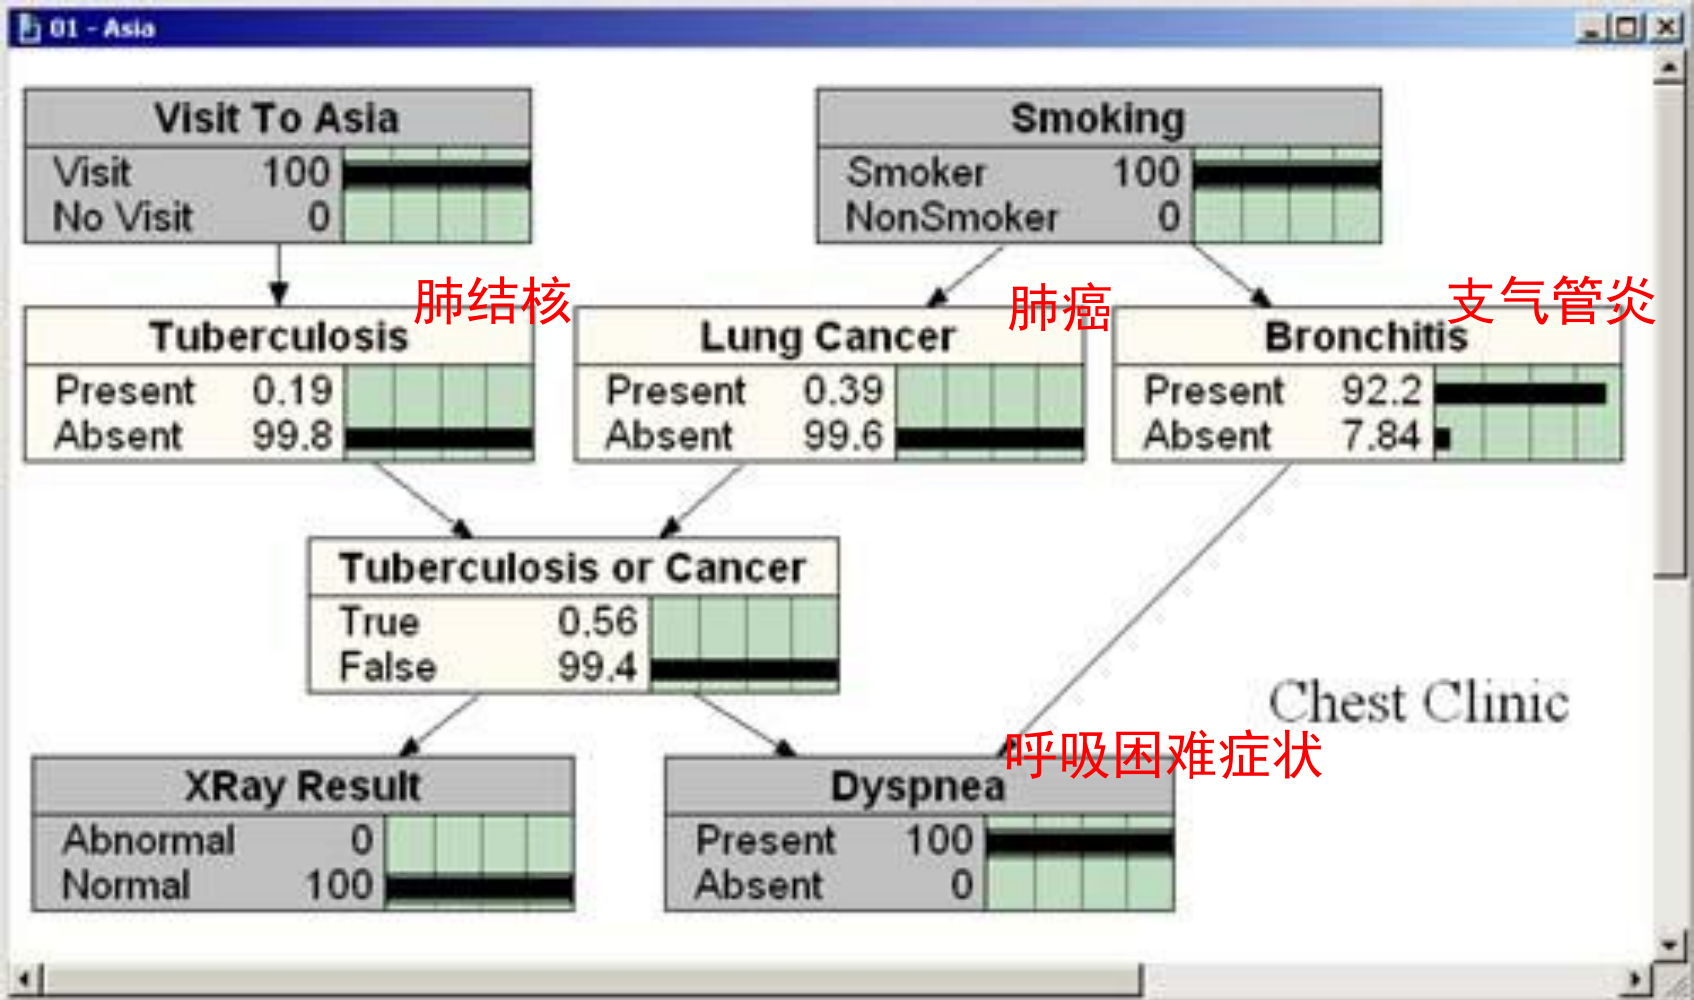 01 - Asia
Visit To Asia
Visit 100
No Visit 0
Smoking
Smoker 100
NonSmoker 0
肺结核
Tuberculosis
Present 0.19
Absent 99.8
肺癌
Lung Cancer
Present 0.39
Absent 99.6
支气管炎
Bronchitis
Present 92.2
Absent 7.84
Tuberculosis or Cancer
True 0.56
False 99.4
Chest Clinic
XRay Result
Abnormal 0
Normal 100
呼吸困难症状
Dyspnea
Present 100
Absent 0